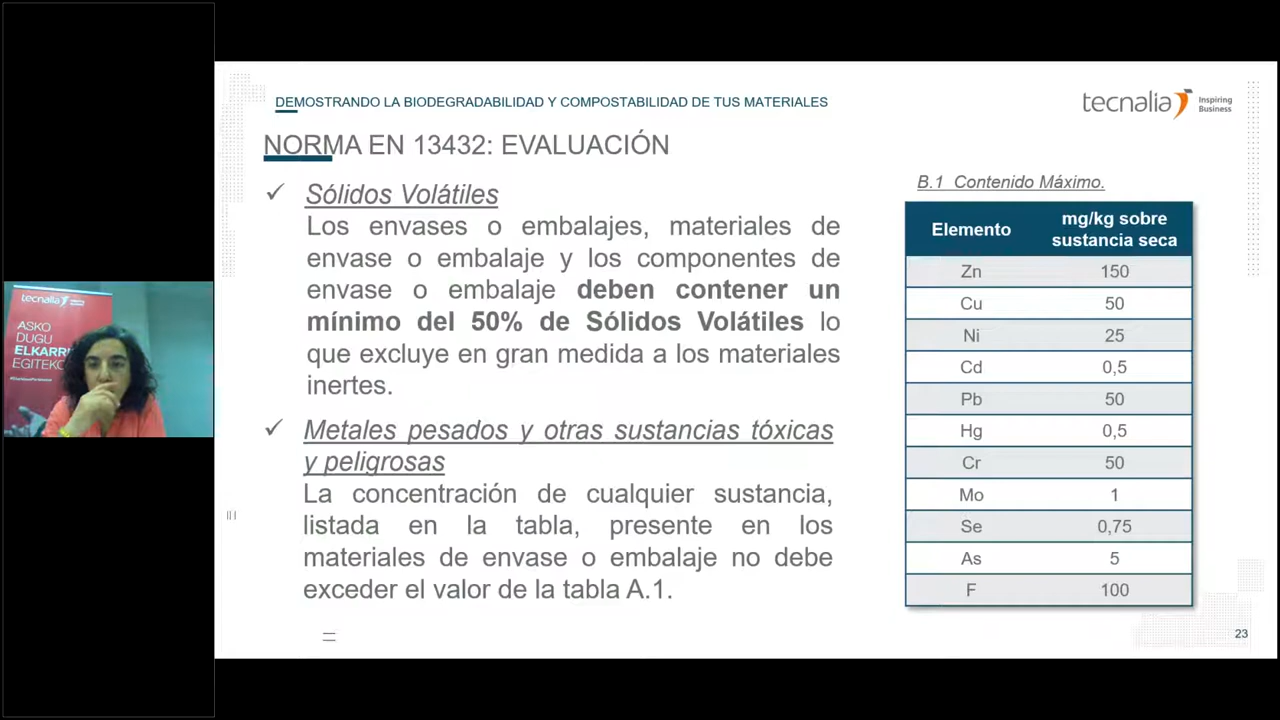 DEMOSTRANDO LA BIODEGRADABILIDAD Y COMPOSTABILIDAD DE TUS MATERIALES
tecnalia Inspiring Business
NORMA EN 13432: EVALUACIÓN
✓ Sólidos Volátiles
Los envases o embalajes, materiales de
envase o embalaje y los componentes de
envase o embalaje deben contener un
mínimo del 50% de Sólidos Volátiles lo
que excluye en gran medida a los materiales
inertes.
✓ Metales pesados y otras sustancias tóxicas
y peligrosas
La concentración de cualquier sustancia,
listada en la tabla, presente en los
materiales de envase o embalaje no debe
exceder el valor de la tabla A.1.
B.1 Contenido Máximo.
Elemento mg/kg sobre sustancia seca
Zn 150
Cu 50
Ni 25
Cd 0,5
Pb 50
Hg 0,5
Cr 50
Mo 1
Se 0,75
As 5
F 100
23
tecnalia
ASKO
DUGU
ELKARR
EGITEKO